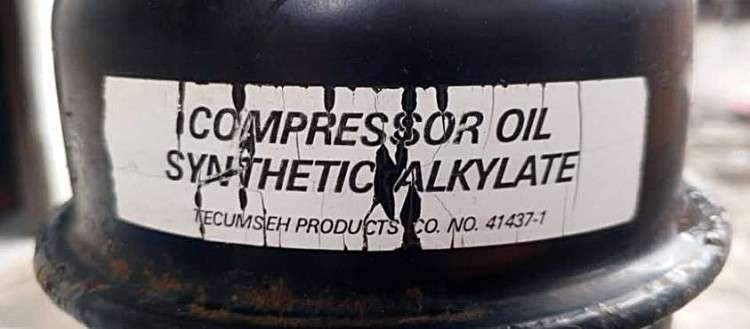 COMPRESSOR OIL
SYNTHETIC ALKYLATE
TECUMSEH PRODUCTS CO. NO. 41437-1